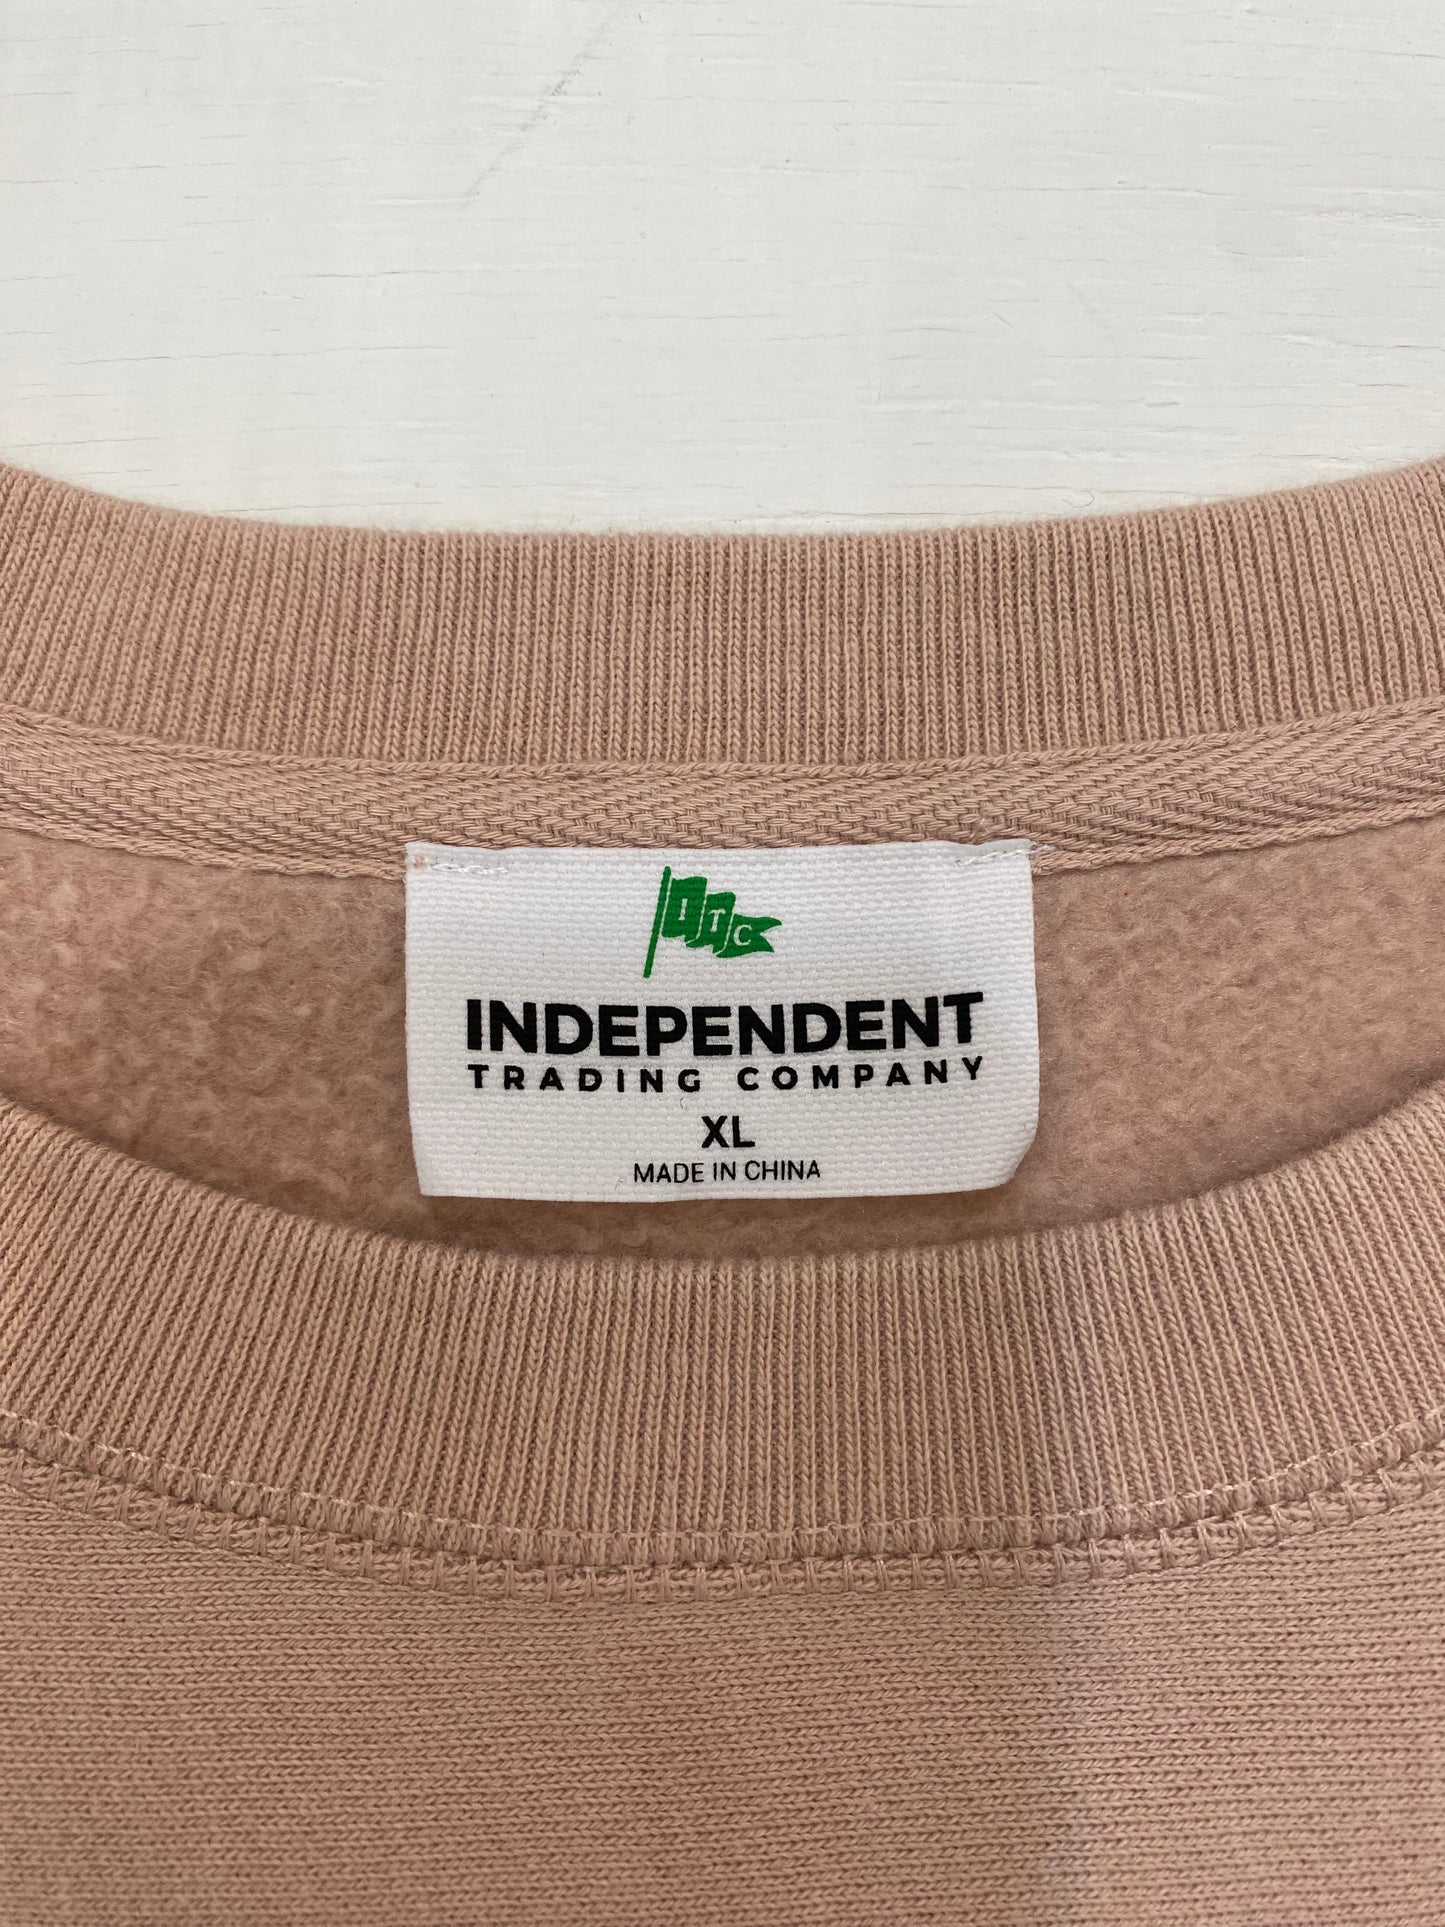 ITC
INDEPENDENT
TRADING COMPANY
XL
MADE IN CHINA